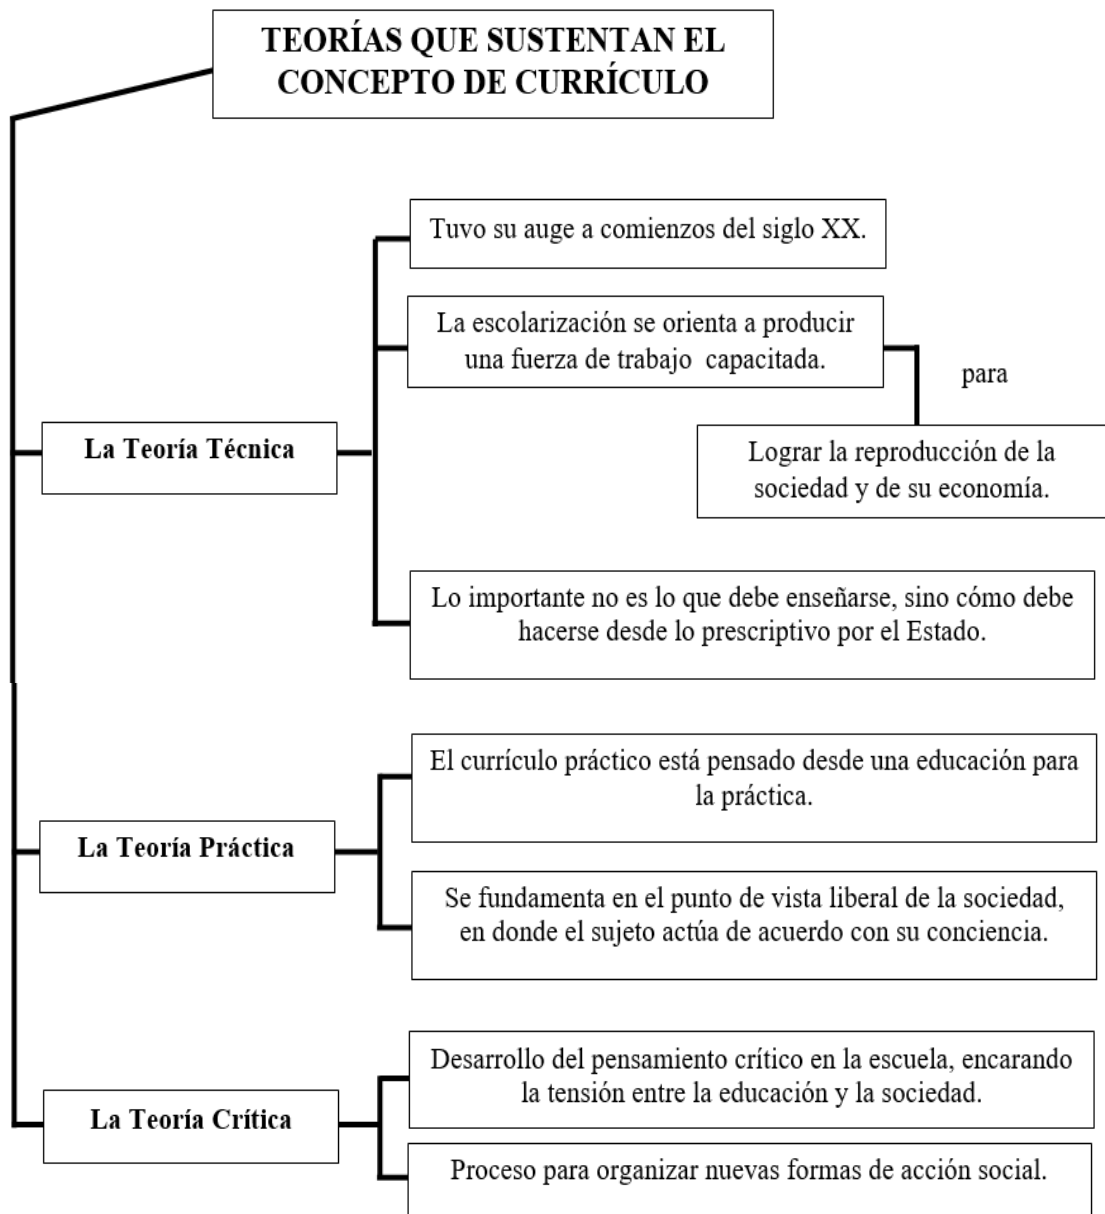 TEORÍAS QUE SUSTENTAN EL
CONCEPTO DE CURRÍCULO
Tuvo su auge a comienzos del siglo XX.
La escolarización se orienta a producir
una fuerza de trabajo capacitada.
para
La Teoría Técnica
Lograr la reproducción de la
sociedad y de su economía.
Lo importante no es lo que debe enseñarse, sino cómo debe
hacerse desde lo prescriptivo por el Estado.
El currículo práctico está pensado desde una educación para
la práctica.
La Teoría Práctica
Se fundamenta en el punto de vista liberal de la sociedad,
en donde el sujeto actúa de acuerdo con su conciencia.
Desarrollo del pensamiento crítico en la escuela, encarando
la tensión entre la educación y la sociedad.
La Teoría Crítica
Proceso para organizar nuevas formas de acción social.